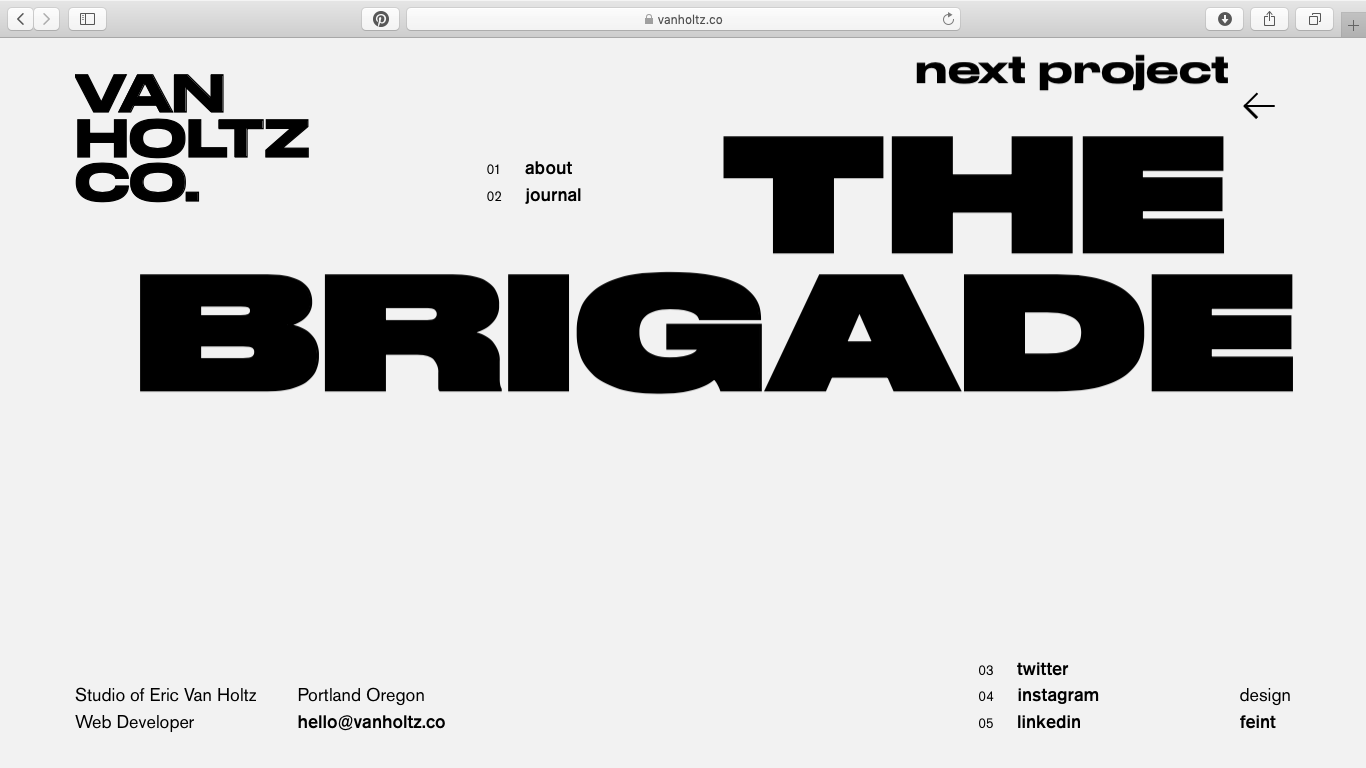 vanholtz.co
next project
VAN
HOLTZ
CO.
01 about
02 journal
THE
BRIGADE
Studio of Eric Van Holtz
Web Developer
Portland Oregon
hello@vanholtz.co
03 twitter
04 instagram
05 linkedin
design
feint